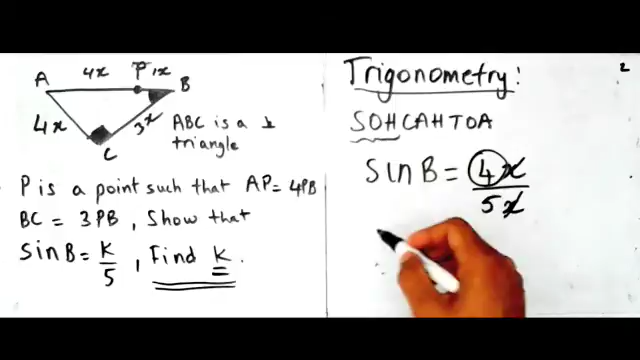 4x P 1x
A B
4x 3x
C
ABC is a
triangle
P is a point such that AP = 4PB
BC = 3PB, Show that
Sin B = K/5, Find K.
Trigonometry:
2
SOHCAHTOA
Sin B = 4x/5x